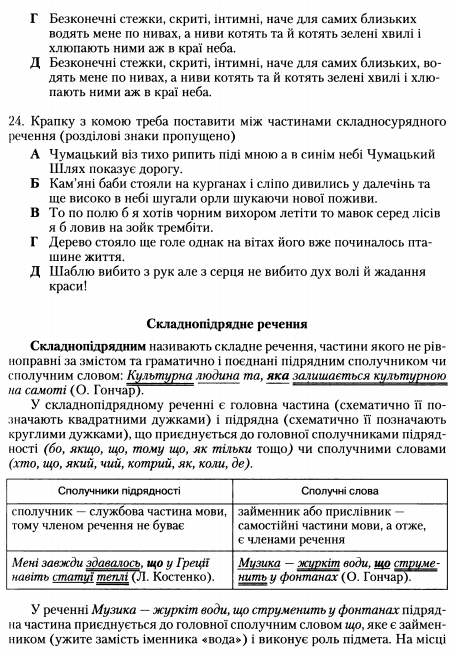 Г Безконечні стежки, скриті, інтимні, наче для самих близьких
водять мене по нивах, а ниви котять та й котять зелені хвилі і
хлюпають ними аж в край неба.
Д Безконечні стежки, скриті, інтимні, наче для самих близьких, во-
дять мене по нивах, а ниви котять та й котять зелені хвилі і хлю-
пають ними аж в край неба.
24. Крапку з комою треба поставити між частинами складносурядного
речення (розділові знаки пропущено)
А Чумацький віз тихо рипить піді мною а в синім небі Чумацький
Шлях показує дорогу.
Б Кам'яні баби стояли на курганах і сліпо дивились у далечінь та
ще високо в небі шугали орли шукаючи нової поживи.
В То по полю б я хотів чорним вихором летіти то мавок серед лісів
я б ловив на зойк трембіти.
Г Дерево стояло ще голе однак на вітах його вже починалось пта-
шине життя.
Д Шаблю вибито з рук але з серця не вибито дух волі й жадання
краси!
Складнопідрядне речення
Складнопідрядним називають складне речення, частини якого не рів-
ноправні за змістом та граматично і поєднані підрядним сполучником чи
сполучним словом: Культурна людина та, яка залишається культурною
на самоті (О. Гончар).
У складнопідрядному реченні є головна частина (схематично її по-
значають квадратними дужками) і підрядна (схематично її позначають
круглими дужками), що приєднується до головної сполучниками підряд-
ності (бо, якщо, що, тому що, як тільки тощо) чи сполучними словами
(хто, що, який, чий, котрий, як, коли, де).
Сполучники підрядності
Сполучні слова
сполучник — службова частина мови,
тому членом речення не буває
займенник або прислівник —
самостійні частини мови, а отже,
є членами речення
Мені завжди здавалось, що у Греції
навіть статуї теплі (Л. Костенко).
Музика — журкіт води, що струме-
нить у фонтанах (О. Гончар).
У реченні Музика — журкіт води, що струменить у фонтанах підряд-
на частина приєднується до головної сполучним словом що, яке є займен-
ником (ужите замість іменника «вода») і виконує роль підмета. На місці